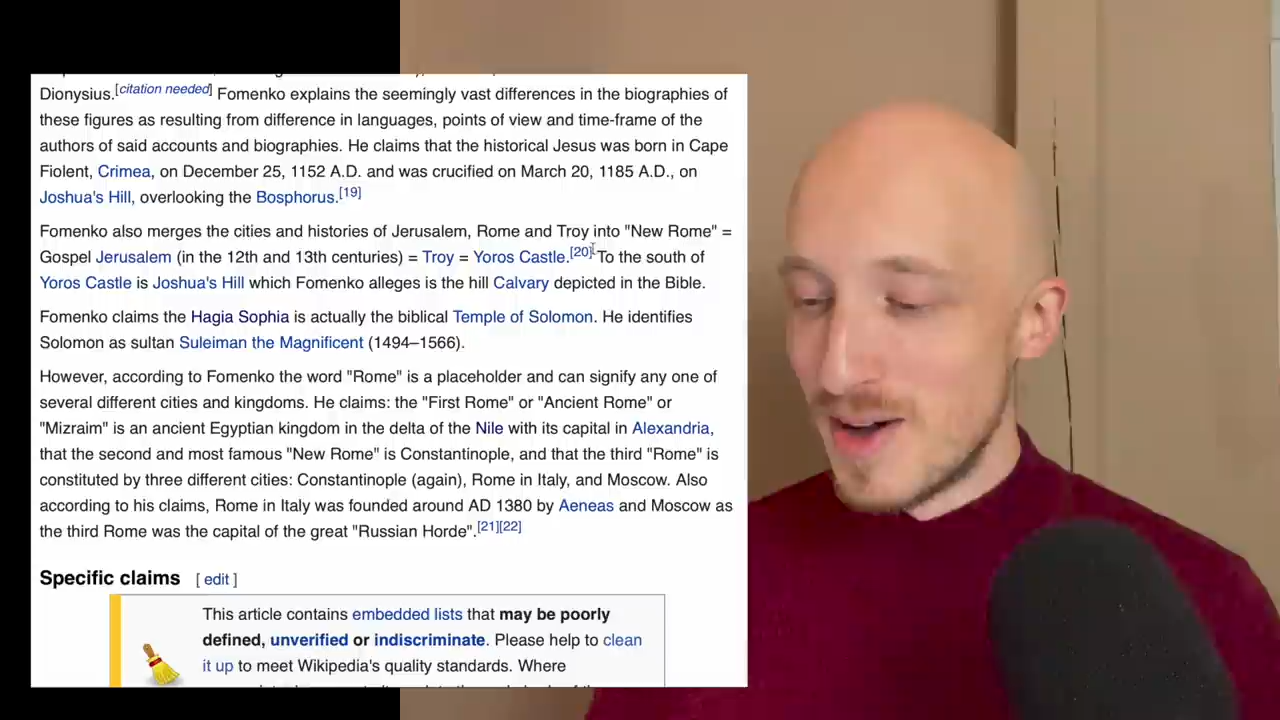 Dionysius.[citation needed] Fomenko explains the seemingly vast differences in the biographies of
these figures as resulting from difference in languages, points of view and time-frame of the
authors of said accounts and biographies. He claims that the historical Jesus was born in Cape
Fiolent, Crimea, on December 25, 1152 A.D. and was crucified on March 20, 1185 A.D., on
Joshua's Hill, overlooking the Bosphorus.[19]
Fomenko also merges the cities and histories of Jerusalem, Rome and Troy into "New Rome" =
Gospel Jerusalem (in the 12th and 13th centuries) = Troy = Yoros Castle.[20] To the south of
Yoros Castle is Joshua's Hill which Fomenko alleges is the hill Calvary depicted in the Bible.
Fomenko claims the Hagia Sophia is actually the biblical Temple of Solomon. He identifies
Solomon as sultan Suleiman the Magnificent (1494–1566).
However, according to Fomenko the word "Rome" is a placeholder and can signify any one of
several different cities and kingdoms. He claims: the "First Rome" or "Ancient Rome" or
"Mizraim" is an ancient Egyptian kingdom in the delta of the Nile with its capital in Alexandria,
that the second and most famous "New Rome" is Constantinople, and that the third "Rome" is
constituted by three different cities: Constantinople (again), Rome in Italy, and Moscow. Also
according to his claims, Rome in Italy was founded around AD 1380 by Aeneas and Moscow as
the third Rome was the capital of the great "Russian Horde".[21][22]
Specific claims [ edit ]
This article contains embedded lists that may be poorly
defined, unverified or indiscriminate. Please help to clean
it up to meet Wikipedia's quality standards. Where